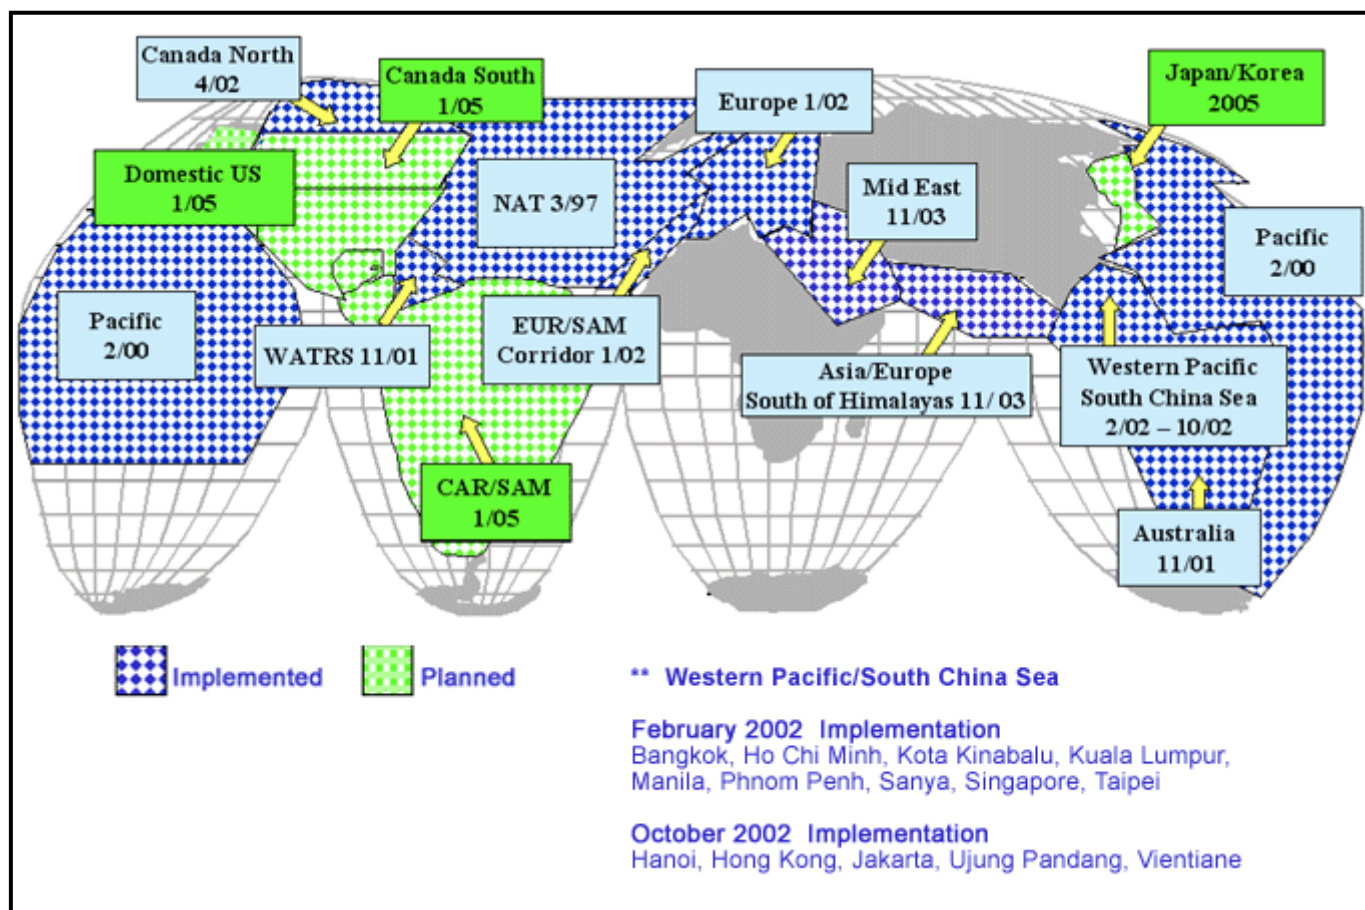 Canada North
4/02
Canada South
1/05
Europe 1/02
Japan/Korea
2005
Domestic US
1/05
NAT 3/97
Mid East
11/03
Pacific
2/00
Pacific
2/00
WATRS 11/01
EUR/SAM
Corridor 1/02
Asia/Europe
South of Himalayas 11/ 03
Western Pacific
South China Sea
2/02 – 10/02
CAR/SAM
1/05
Australia
11/01
Implemented
Planned
** Western Pacific/South China Sea
February 2002 Implementation
Bangkok, Ho Chi Minh, Kota Kinabalu, Kuala Lumpur,
Manila, Phnom Penh, Sanya, Singapore, Taipei
October 2002 Implementation
Hanoi, Hong Kong, Jakarta, Ujung Pandang, Vientiane